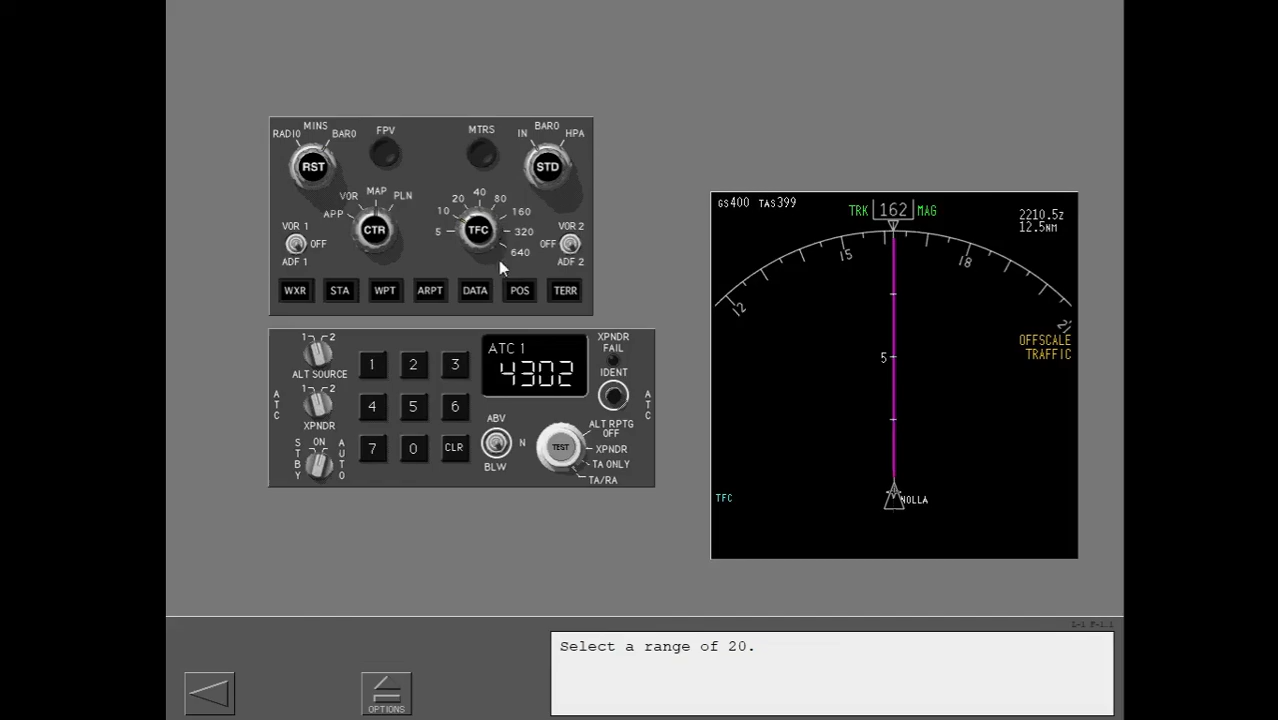 MINS
RADIO BARO
RST
FPV
MTRS
BARO
IN HPA
STD
VOR MAP PLN
APP
CTR
10 20 40 80 160
5 320
640
TFC
VOR 1
OFF
ADF 1
VOR 2
OFF
ADF 2
WXR STA WPT ARPT DATA POS TERR
1 2
ALT SOURCE
1 2
XPNDR
ATC
STBY ON AUTO
1 2 3
4 5 6
7 0 CLR
ATC 1
4302
XPNDR
FAIL
IDENT
ATC
ABV
N
BLW
TEST
ALT RPTG
OFF
XPNDR
TA ONLY
TA/RA
GS400 TAS399
TRK 162 MAG
2210.5z
12.5NM
12 15 18
OFFSCALE
TRAFFIC
5
TFC
NOLLA
Select a range of 20.
OPTIONS